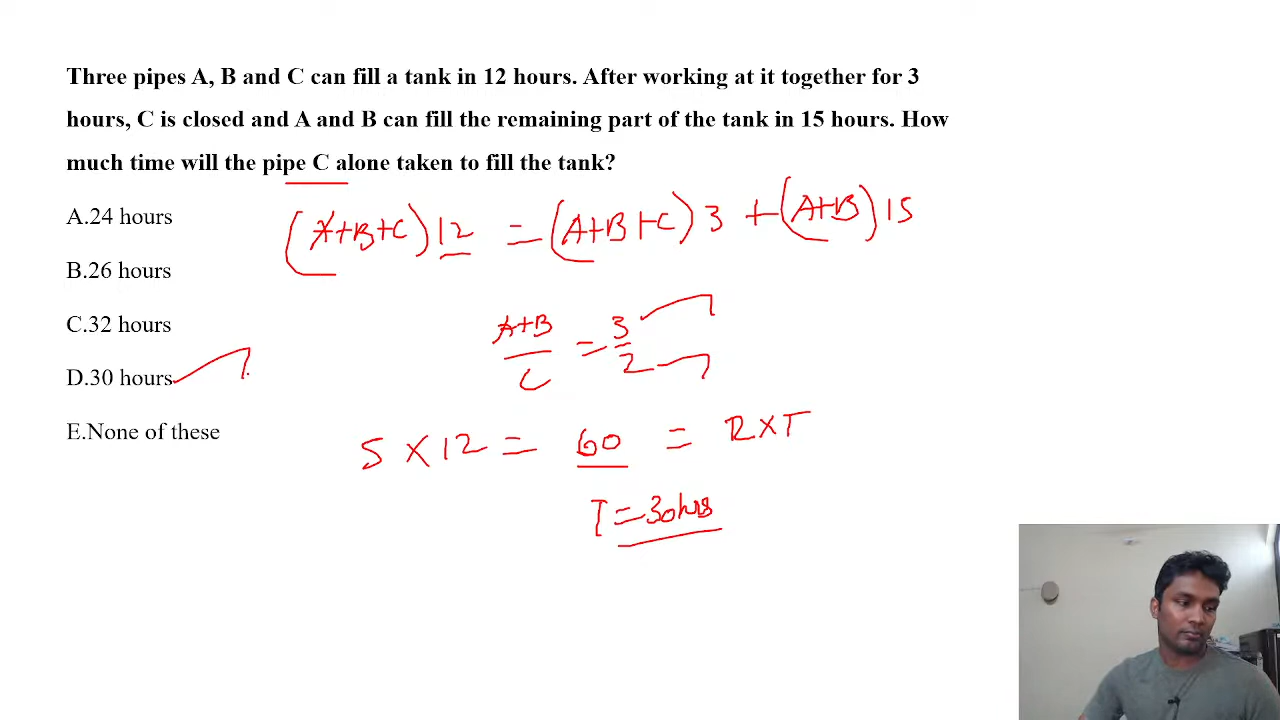 Three pipes A, B and C can fill a tank in 12 hours. After working at it together for 3
hours, C is closed and A and B can fill the remaining part of the tank in 15 hours. How
much time will the pipe C alone taken to fill the tank?
A.24 hours
(A+B+C) 12 = (A+B+C) 3 + (A+B) 15
B.26 hours
C.32 hours
A+B/C = 3/2
D.30 hours
E.None of these
5 × 12 = 60 = 2 × T
T = 30 hrs